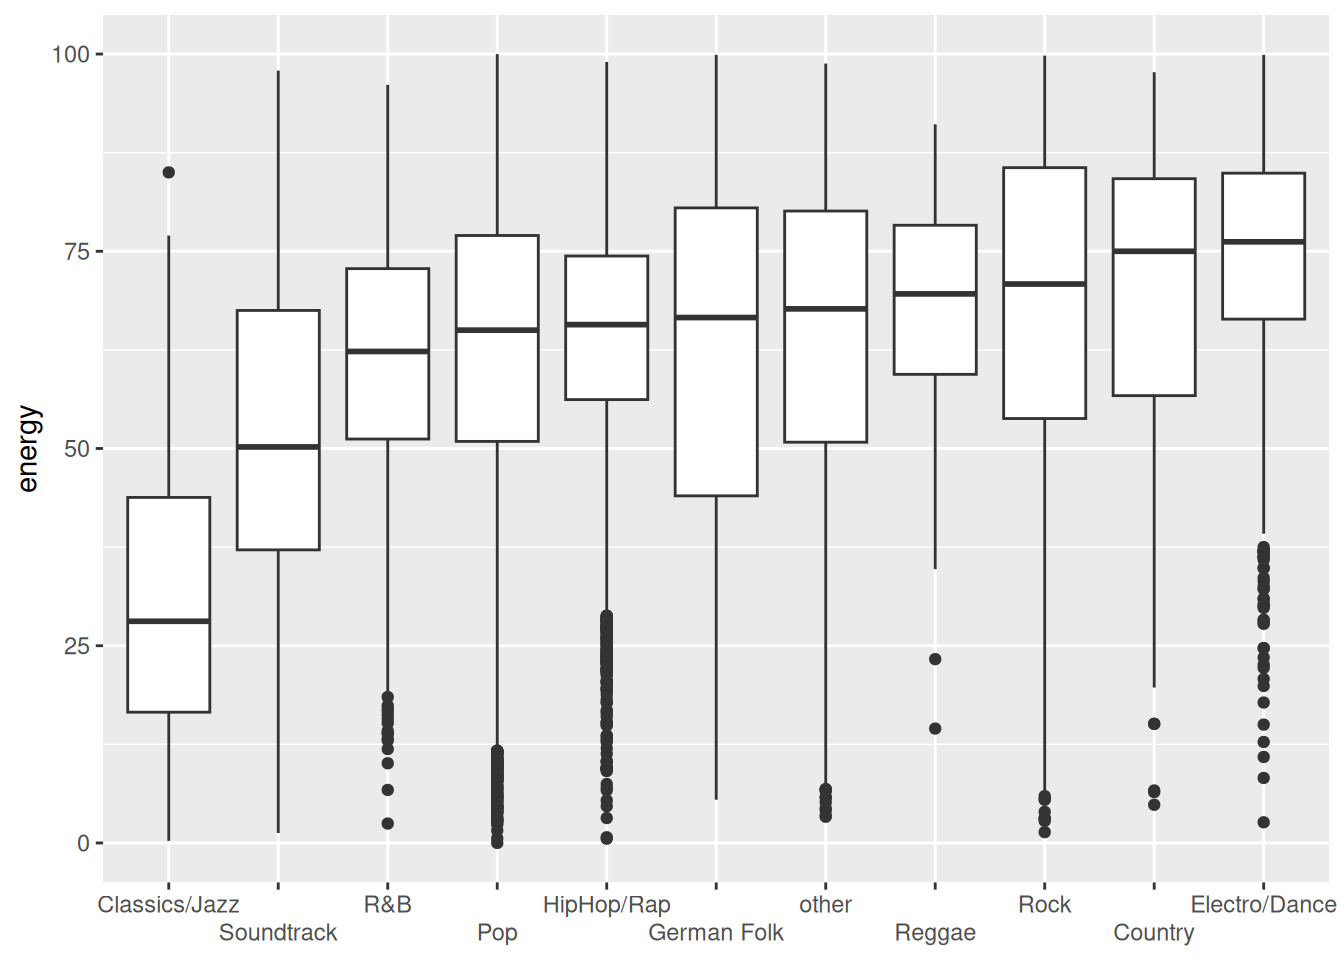 100
75
50
25
0
energy
Classics/Jazz R&B HipHop/Rap other Rock Electro/Dance
Soundtrack Pop German Folk Reggae Country